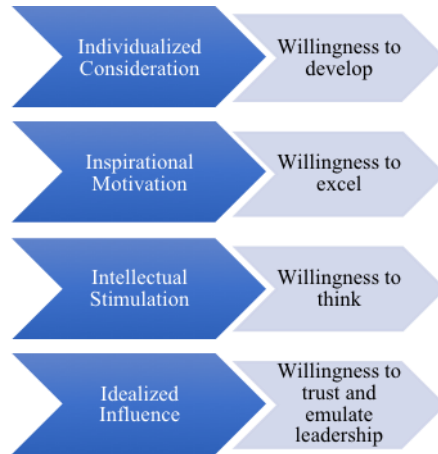 Individualized
Consideration
Willingness to
develop
Inspirational
Motivation
Willingness to
excel
Intellectual
Stimulation
Willingness to
think
Idealized
Influence
Willingness to
trust and
emulate
leadership